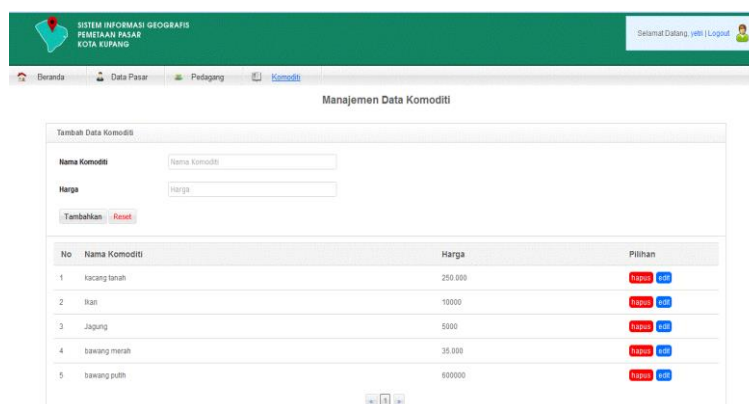 SISTEM INFORMASI GEOGRAFIS
PEMETAAN PASAR
KOTA KUPANG
Selamat Datang, yetri | Logout
Beranda Data Pasar Pedagang Komoditi
Manajemen Data Komoditi
Tambah Data Komoditi
Nama Komoditi Nama Komoditi
Harga Harga
Tambahkan Reset
No Nama Komoditi Harga Pilihan
1 kacang tanah 250.000 hapus edit
2 Ikan 10000 hapus edit
3 Jagung 5000 hapus edit
4 bawang merah 35.000 hapus edit
5 bawang putih 600000 hapus edit
« 1 »